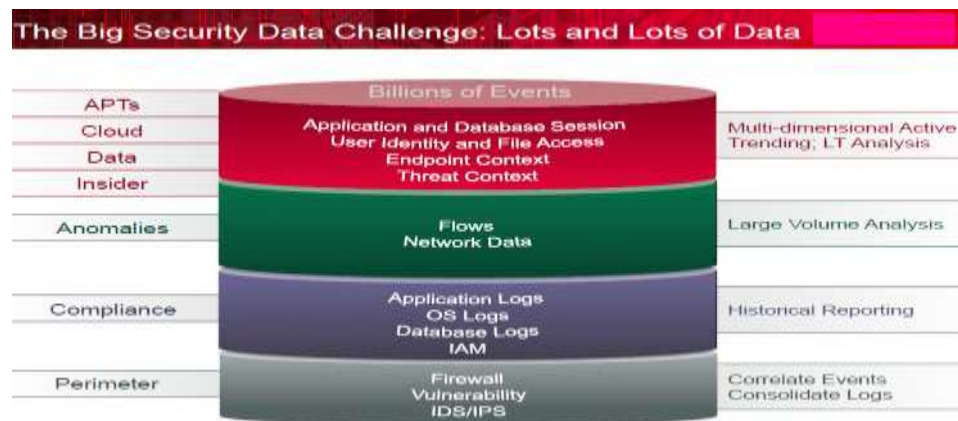 The Big Security Data Challenge: Lots and Lots of Data
Billions of Events
APTs
Cloud
Data
Insider
Application and Database Session
User Identity and File Access
Endpoint Context
Threat Context
Multi-dimensional Active
Trending; LT Analysis
Anomalies
Flows
Network Data
Large Volume Analysis
Compliance
Application Logs
OS Logs
Database Logs
IAM
Historical Reporting
Perimeter
Firewall
Vulnerability
IDS/IPS
Correlate Events
Consolidate Logs